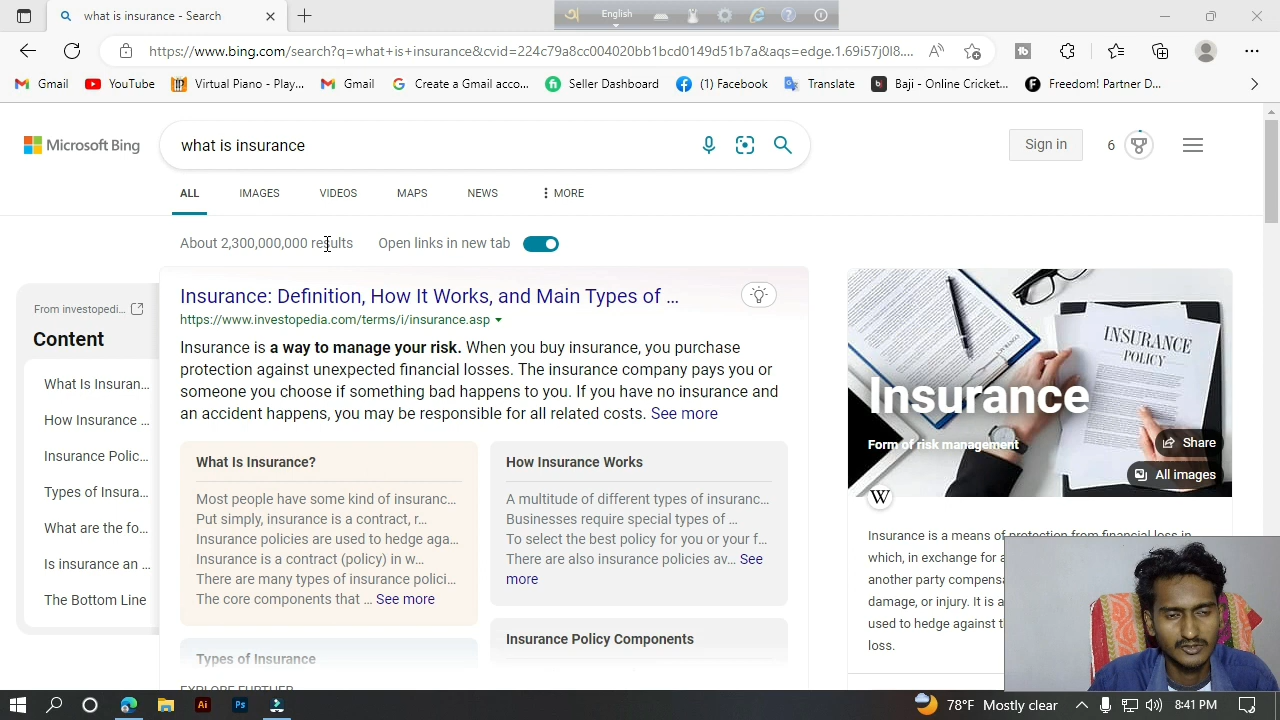 what is insurance - Search
English
https://www.bing.com/search?q=what+is+insurance&cvid=224c79a8cc004020bb1bcd0149d51b7a&aqs=edge.1.69i57j0l8....
Gmail
YouTube
Virtual Piano - Play...
Gmail
Create a Gmail acco...
Seller Dashboard
(1) Facebook
Translate
Baji - Online Cricket...
Freedom! Partner D...
Microsoft Bing
what is insurance
Sign in
6
ALL
IMAGES
VIDEOS
MAPS
NEWS
MORE
About 2,300,000,000 results
Open links in new tab
From investopedi...
Content
What Is Insuran...
How Insurance ...
Insurance Polic...
Types of Insura...
What are the fo...
Is insurance an ...
The Bottom Line
Insurance: Definition, How It Works, and Main Types of ...
https://www.investopedia.com/terms/i/insurance.asp
Insurance is a way to manage your risk. When you buy insurance, you purchase
protection against unexpected financial losses. The insurance company pays you or
someone you choose if something bad happens to you. If you have no insurance and
an accident happens, you may be responsible for all related costs. See more
What Is Insurance?
Most people have some kind of insuranc...
Put simply, insurance is a contract, r...
Insurance policies are used to hedge aga...
Insurance is a contract (policy) in w...
There are many types of insurance polici...
The core components that ... See more
Types of Insurance
How Insurance Works
A multitude of different types of insuranc...
Businesses require special types of ...
To select the best policy for you or your f...
There are also insurance policies av... See
more
Insurance Policy Components
EXPLORE FURTHER
INSURANCE
POLICY
Insurance
Form of risk management
Share
All images
W
Insurance is a means of protection from financial loss in
which, in exchange for a
another party compensa
damage, or injury. It is a
used to hedge against t
loss.
Ai
Ps
78°F Mostly clear
8:41 PM